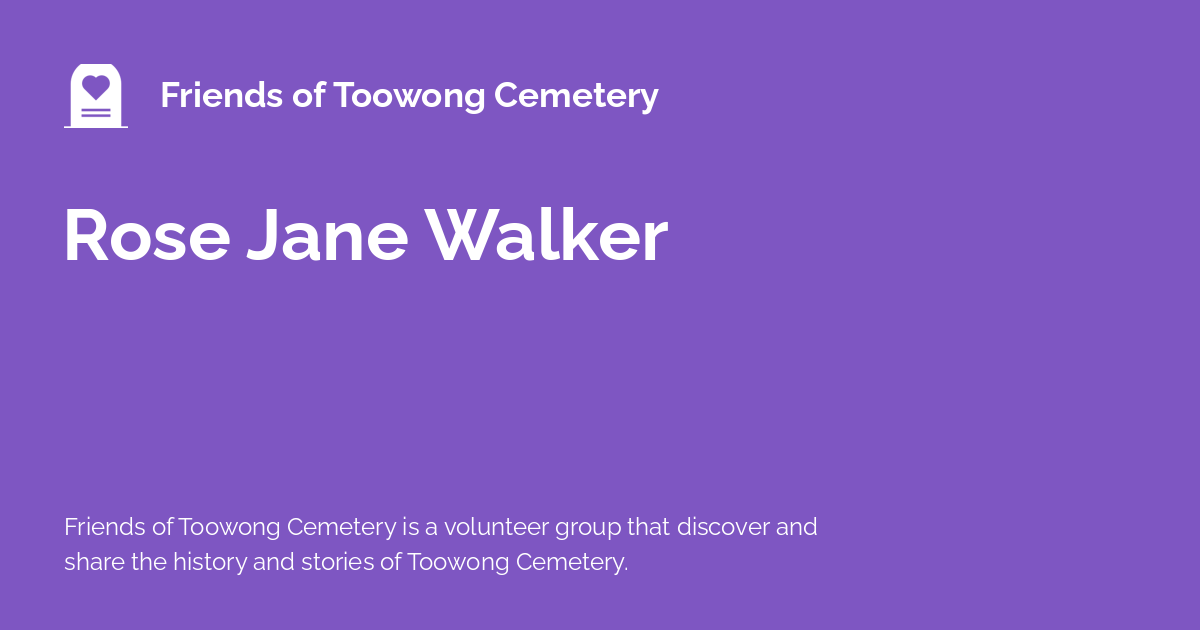 Friends of Toowong Cemetery
Rose Jane Walker
Friends of Toowong Cemetery is a volunteer group that discover and
share the history and stories of Toowong Cemetery.